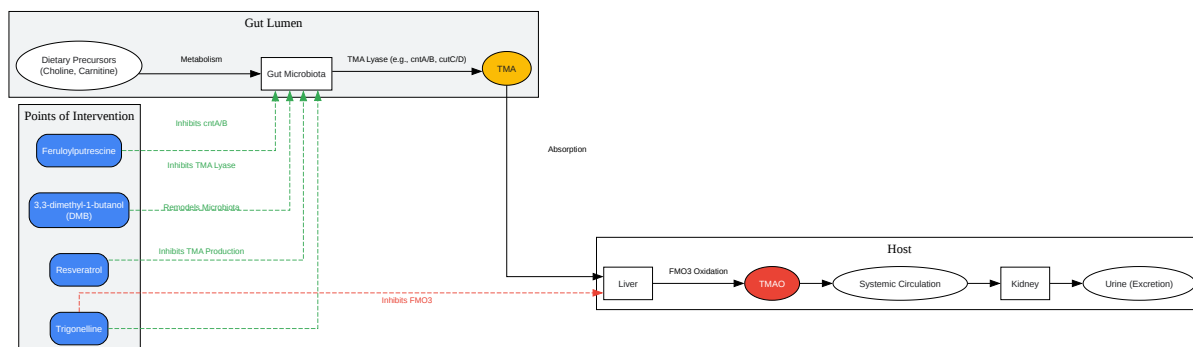 Gut Lumen
Dietary Precursors
(Choline, Carnitine)
Metabolism
Gut Microbiota
TMA Lyase (e.g., cntA/B, cutC/D)
TMA
Points of Intervention
Inhibits cntA/B
Feruloylputrescine
Absorption
Inhibits TMA Lyase
3,3-dimethyl-1-butanol
(DMB)
Remodels Microbiota
Inhibits TMA Production
Resveratrol
Host
Liver
FMO3 Oxidation
TMAO
Systemic Circulation
Kidney
Urine (Excretion)
Inhibits FMO3
Trigonelline